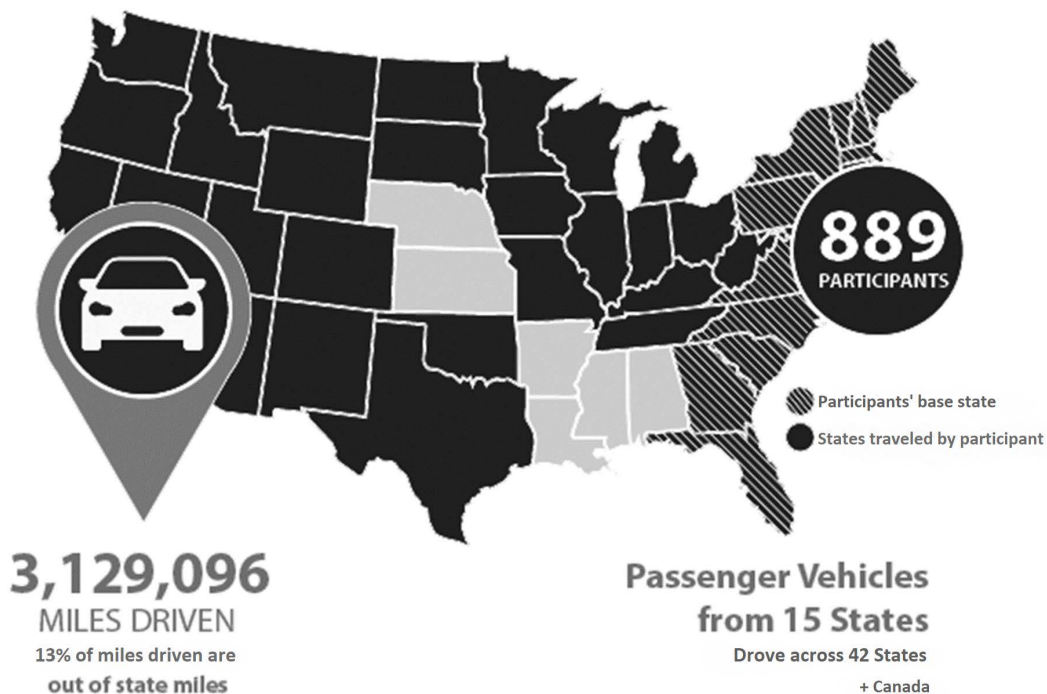 889
PARTICIPANTS
Participants' base state
States traveled by participant
3,129,096
MILES DRIVEN
13% of miles driven are
out of state miles
Passenger Vehicles
from 15 States
Drove across 42 States
+ Canada